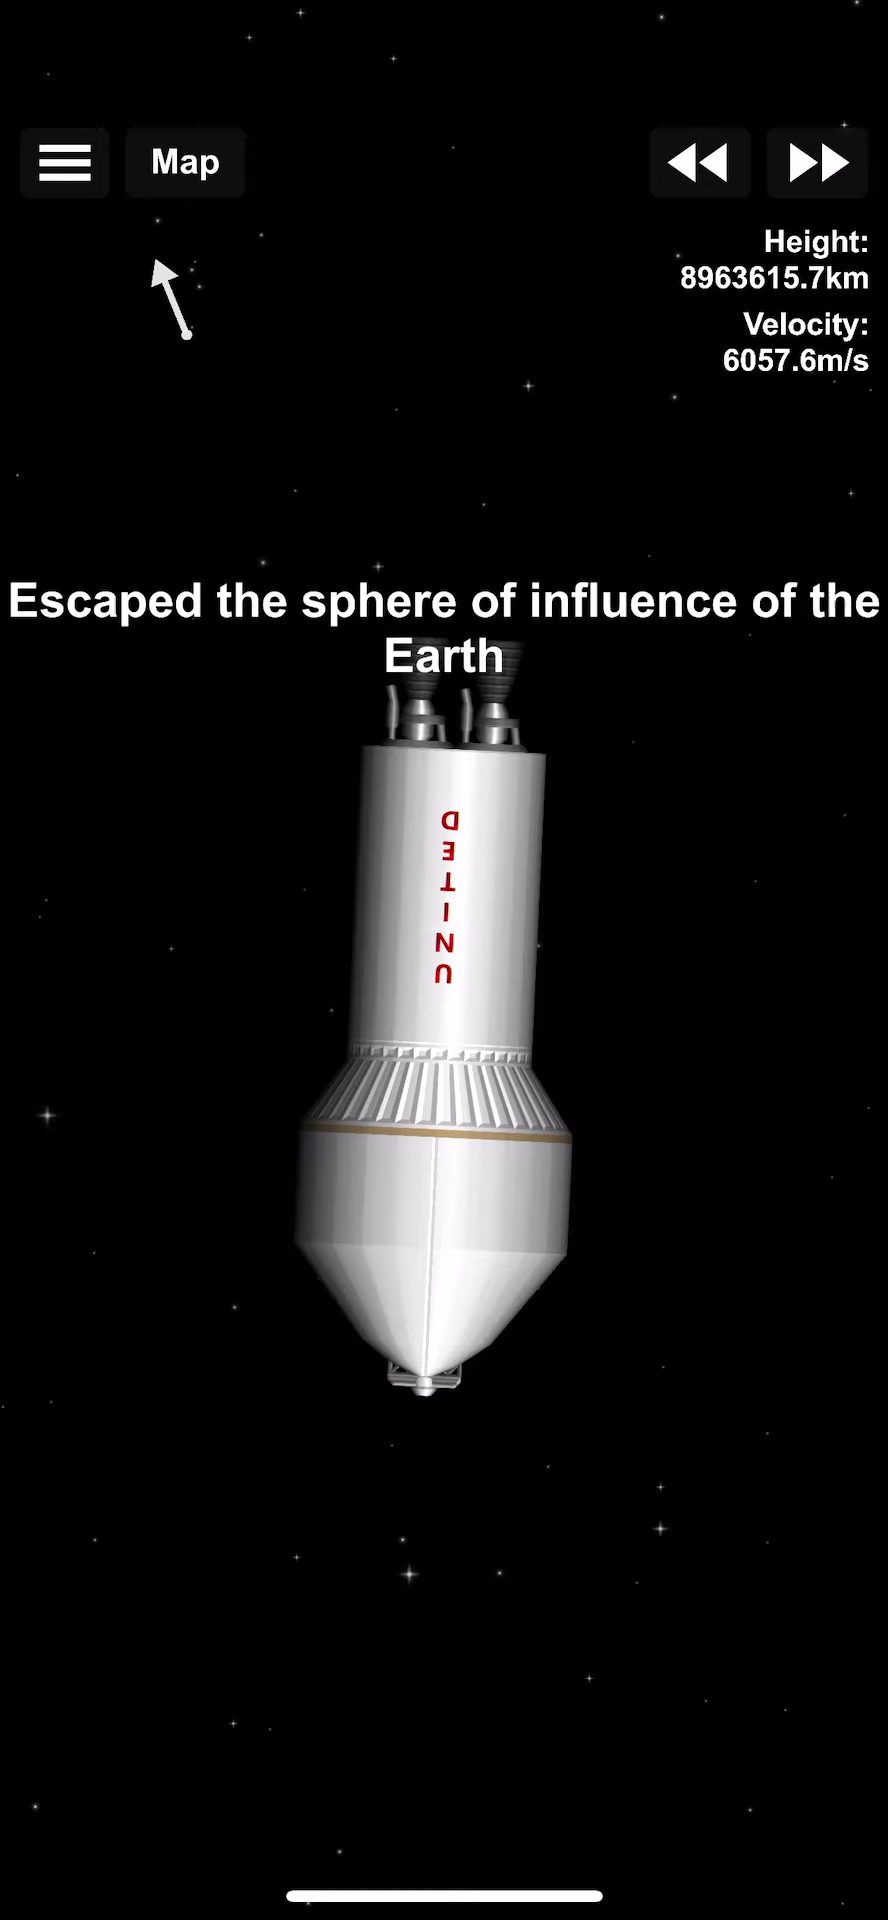 Map
Height:
8963615.7km
Velocity:
6057.6m/s
Escaped the sphere of influence of the
Earth
UNITED